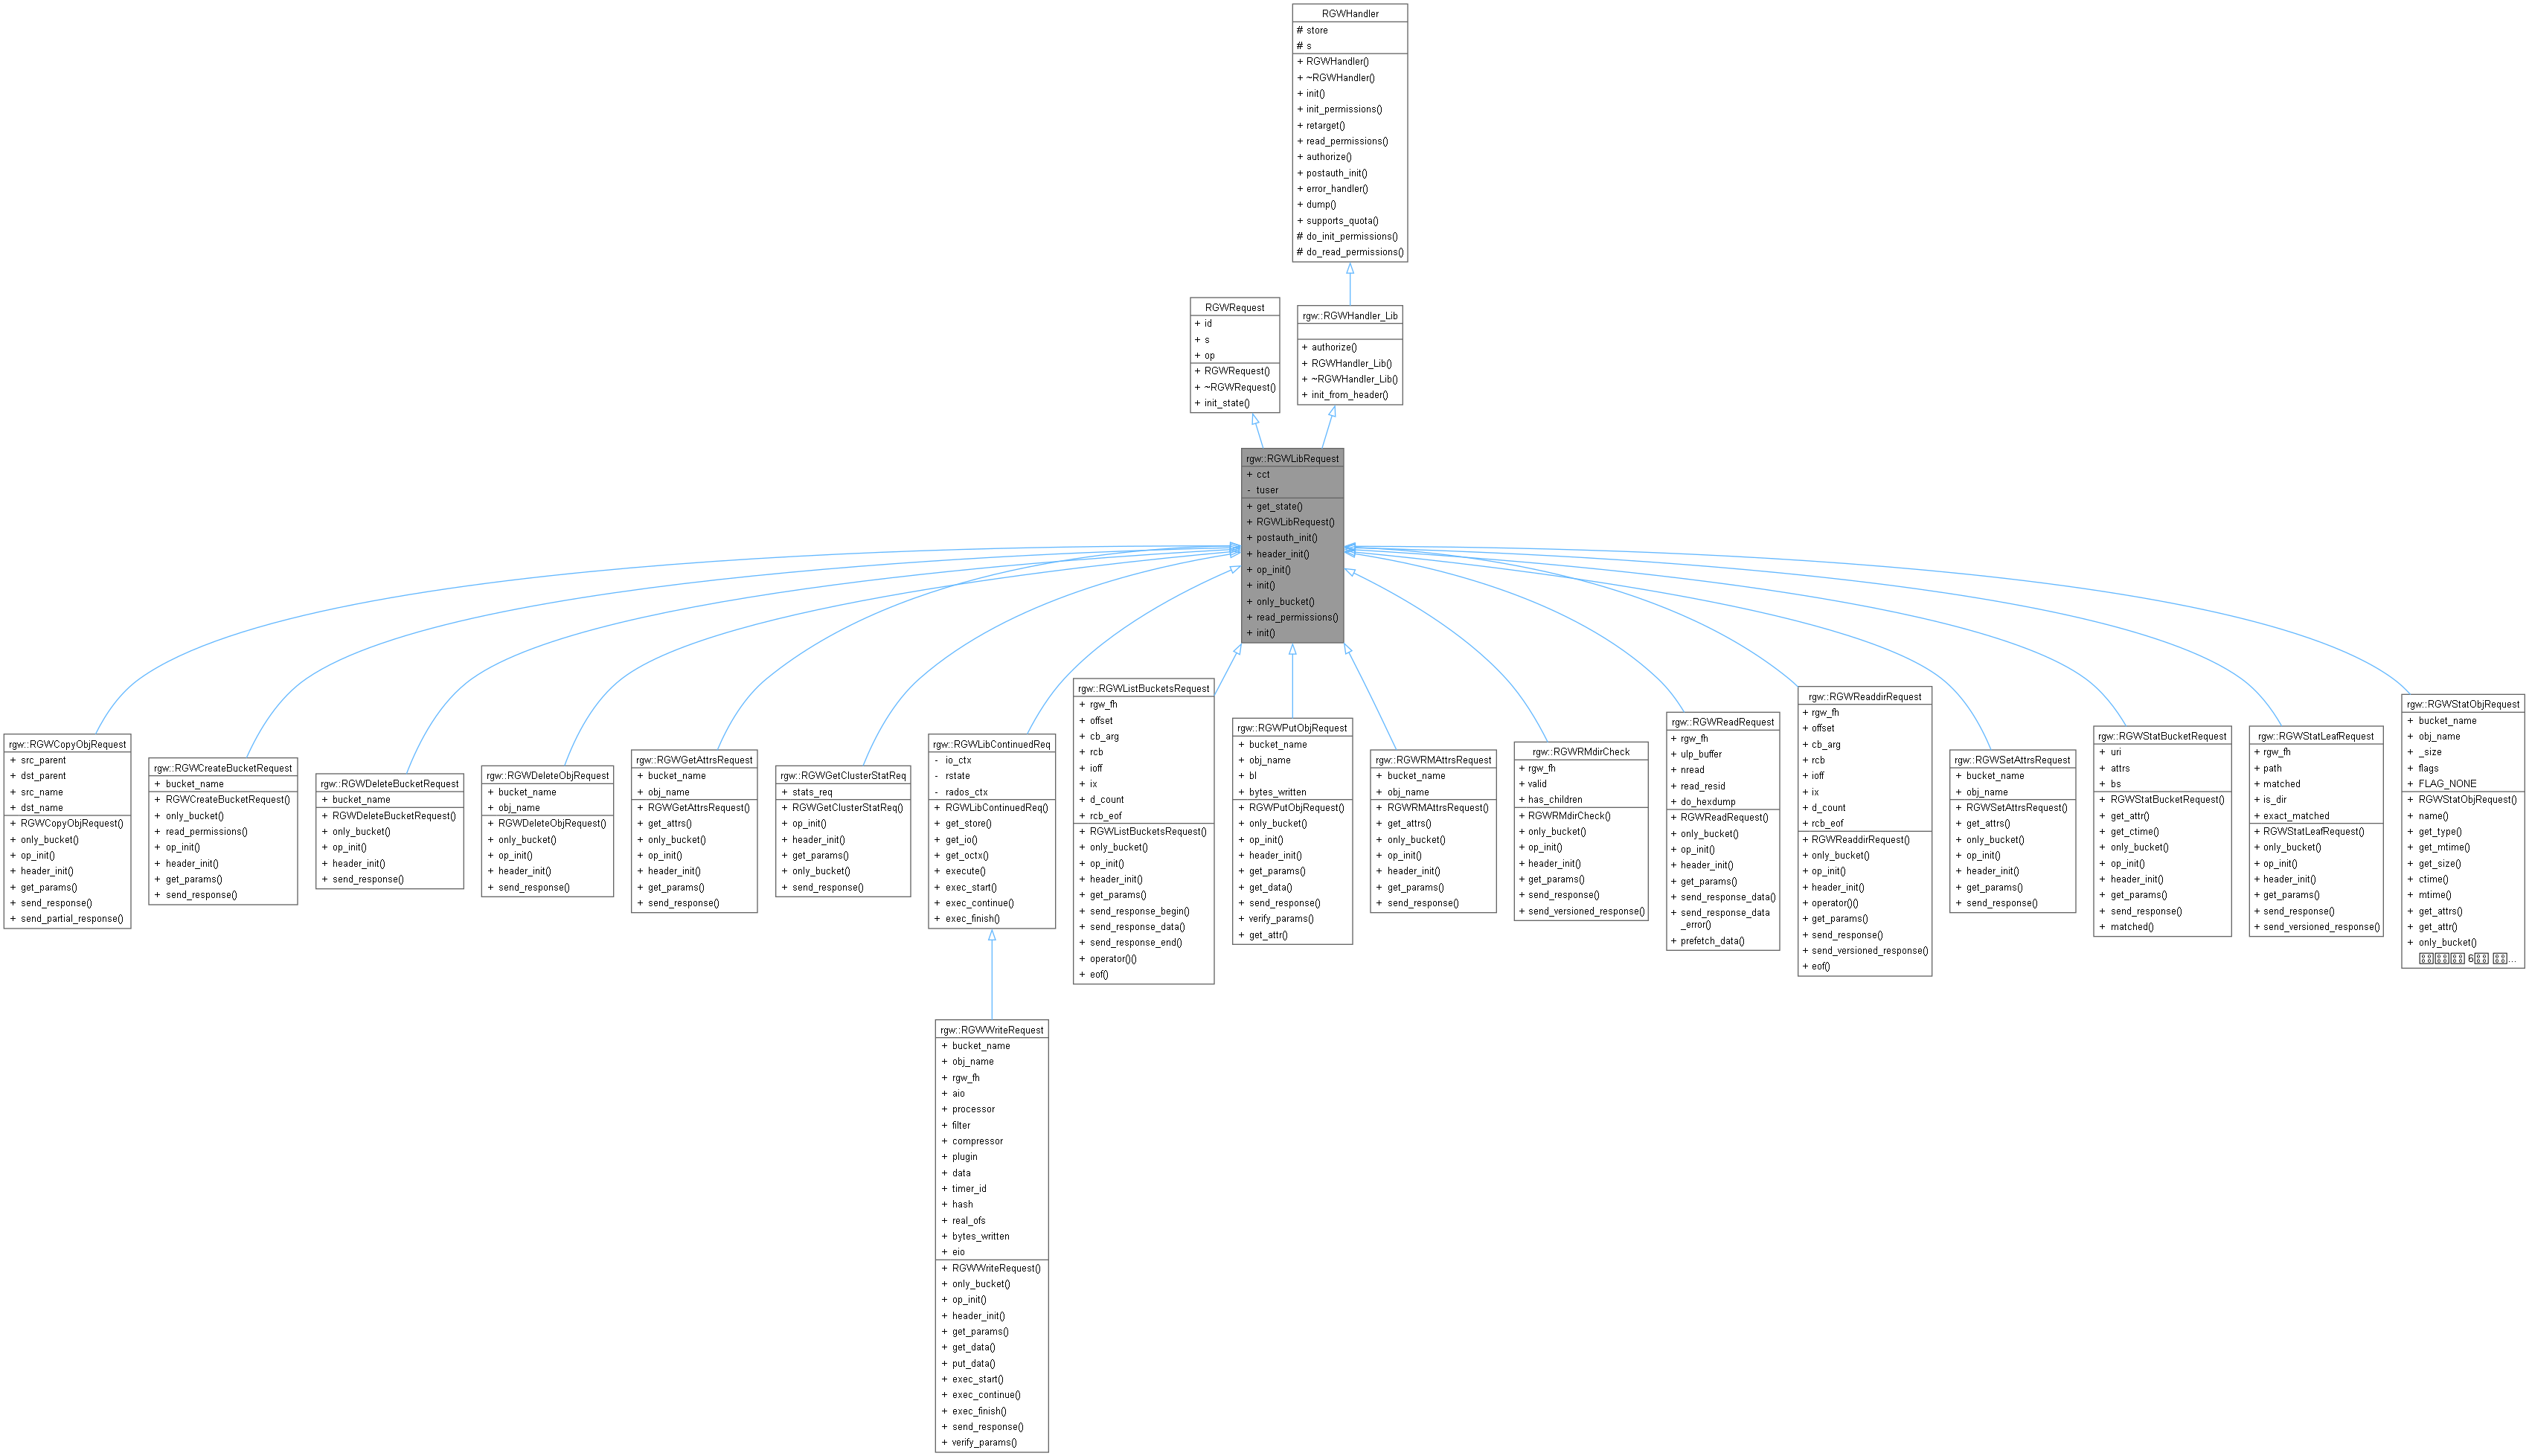 RGWHandler
# store
# s
+ RGWHandler()
+ ~RGWHandler()
+ init()
+ init_permissions()
+ retarget()
+ read_permissions()
+ authorize()
+ postauth_init()
+ error_handler()
+ dump()
+ supports_quota()
# do_init_permissions()
# do_read_permissions()
RGWRequest
+ id
+ s
+ op
+ RGWRequest()
+ ~RGWRequest()
+ init_state()
rgw::RGWHandler_Lib
+ authorize()
+ RGWHandler_Lib()
+ ~RGWHandler_Lib()
+ init_from_header()
rgw::RGWLibRequest
+ cct
- tuser
+ get_state()
+ RGWLibRequest()
+ postauth_init()
+ header_init()
+ op_init()
+ init()
+ only_bucket()
+ read_permissions()
+ init()
rgw::RGWCopyObjRequest
+ src_parent
+ dst_parent
+ src_name
+ dst_name
+ RGWCopyObjRequest()
+ only_bucket()
+ op_init()
+ header_init()
+ get_params()
+ send_response()
+ send_partial_response()
rgw::RGWCreateBucketRequest
+ bucket_name
+ RGWCreateBucketRequest()
+ only_bucket()
+ read_permissions()
+ op_init()
+ header_init()
+ get_params()
+ send_response()
rgw::RGWDeleteBucketRequest
+ bucket_name
+ RGWDeleteBucketRequest()
+ only_bucket()
+ op_init()
+ header_init()
+ send_response()
rgw::RGWDeleteObjRequest
+ bucket_name
+ obj_name
+ RGWDeleteObjRequest()
+ only_bucket()
+ op_init()
+ header_init()
+ send_response()
rgw::RGWGetAttrsRequest
+ bucket_name
+ obj_name
+ RGWGetAttrsRequest()
+ get_attrs()
+ only_bucket()
+ op_init()
+ header_init()
+ get_params()
+ send_response()
rgw::RGWGetClusterStatReq
+ stats_req
+ RGWGetClusterStatReq()
+ op_init()
+ header_init()
+ get_params()
+ only_bucket()
+ send_response()
rgw::RGWLibContinuedReq
- io_ctx
- rstate
- rados_ctx
+ RGWLibContinuedReq()
+ get_store()
+ get_io()
+ get_octx()
+ execute()
+ exec_start()
+ exec_continue()
+ exec_finish()
rgw::RGWListBucketsRequest
+ rgw_fh
+ offset
+ cb_arg
+ rcb
+ ioff
+ ix
+ d_count
+ rcb_eof
+ RGWListBucketsRequest()
+ only_bucket()
+ op_init()
+ header_init()
+ get_params()
+ send_response_begin()
+ send_response_data()
+ send_response_end()
+ operator()()
+ eof()
rgw::RGWPutObjRequest
+ bucket_name
+ obj_name
+ bl
+ bytes_written
+ RGWPutObjRequest()
+ only_bucket()
+ op_init()
+ header_init()
+ get_params()
+ get_data()
+ send_response()
+ verify_params()
+ get_attr()
rgw::RGWRMAttrsRequest
+ bucket_name
+ obj_name
+ RGWRMAttrsRequest()
+ get_attrs()
+ only_bucket()
+ op_init()
+ header_init()
+ get_params()
+ send_response()
rgw::RGWRMdirCheck
+ rgw_fh
+ valid
+ has_children
+ RGWRMdirCheck()
+ only_bucket()
+ op_init()
+ header_init()
+ get_params()
+ send_response()
+ send_versioned_response()
rgw::RGWReadRequest
+ rgw_fh
+ ulp_buffer
+ nread
+ read_resid
+ do_hexdump
+ RGWReadRequest()
+ only_bucket()
+ op_init()
+ header_init()
+ get_params()
+ send_response_data()
+ send_response_data
_error()
+ prefetch_data()
rgw::RGWReaddirRequest
+ rgw_fh
+ offset
+ cb_arg
+ rcb
+ ioff
+ ix
+ d_count
+ rcb_eof
+ RGWReaddirRequest()
+ only_bucket()
+ op_init()
+ header_init()
+ operator()()
+ get_params()
+ send_response()
+ send_versioned_response()
+ eof()
rgw::RGWSetAttrsRequest
+ bucket_name
+ obj_name
+ RGWSetAttrsRequest()
+ get_attrs()
+ only_bucket()
+ op_init()
+ header_init()
+ get_params()
+ send_response()
rgw::RGWStatBucketRequest
+ uri
+ attrs
+ bs
+ RGWStatBucketRequest()
+ get_attr()
+ get_ctime()
+ only_bucket()
+ op_init()
+ header_init()
+ get_params()
+ send_response()
+ matched()
rgw::RGWStatLeafRequest
+ rgw_fh
+ path
+ matched
+ is_dir
+ exact_matched
+ RGWStatLeafRequest()
+ only_bucket()
+ op_init()
+ header_init()
+ get_params()
+ send_response()
+ send_versioned_response()
rgw::RGWStatObjRequest
+ bucket_name
+ obj_name
+ _size
+ flags
+ FLAG_NONE
+ RGWStatObjRequest()
+ name()
+ get_type()
+ get_mtime()
+ get_size()
+ ctime()
+ mtime()
+ get_attrs()
+ get_attr()
+ only_bucket()
6 ...
rgw::RGWWriteRequest
+ bucket_name
+ obj_name
+ rgw_fh
+ aio
+ processor
+ filter
+ compressor
+ plugin
+ data
+ timer_id
+ hash
+ real_ofs
+ bytes_written
+ eio
+ RGWWriteRequest()
+ only_bucket()
+ op_init()
+ header_init()
+ get_params()
+ get_data()
+ put_data()
+ exec_start()
+ exec_continue()
+ exec_finish()
+ send_response()
+ verify_params()